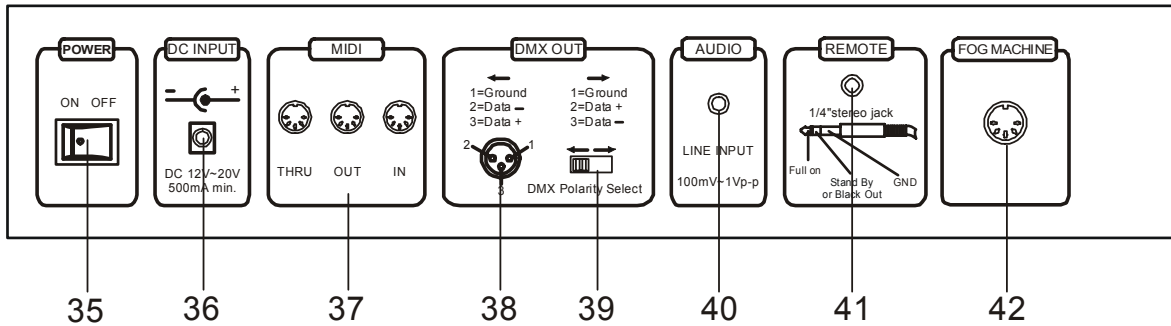 POWER
ON OFF
DC INPUT
- +
DC 12V~20V
500mA min.
MIDI
THRU OUT IN
DMX OUT
1=Ground
2=Data -
3=Data +
1=Ground
2=Data +
3=Data -
2 1
3
DMX Polarity Select
AUDIO
LINE INPUT
100mV~1Vp-p
REMOTE
1/4"stereo jack
Full on
Stand By
or Black Out
GND
FOG MACHINE
35 36 37 38 39 40 41 42